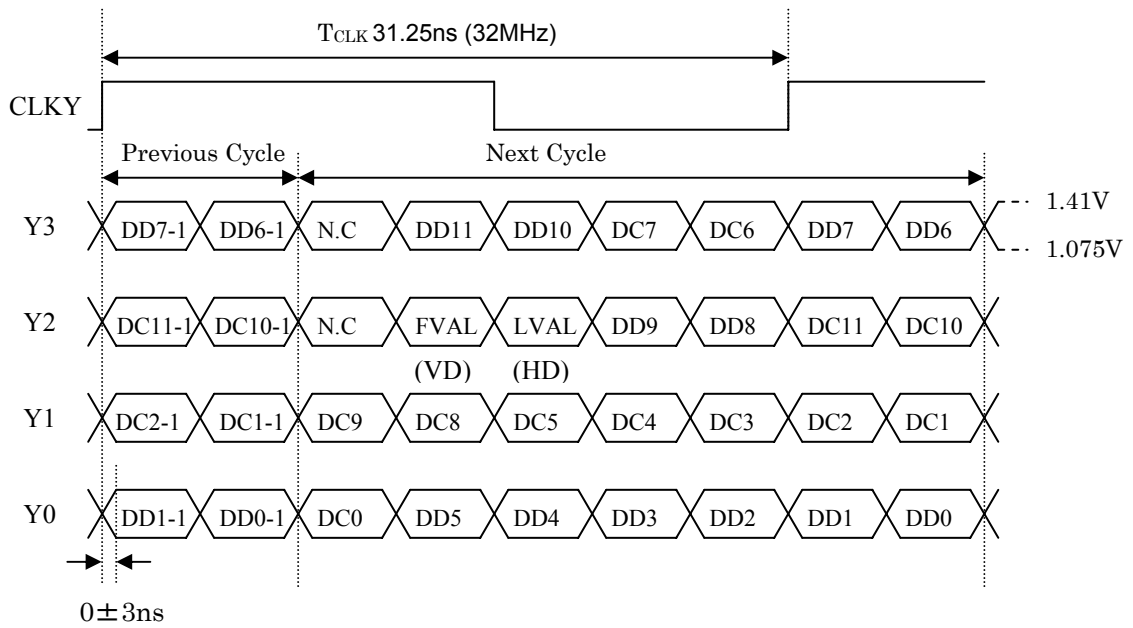 TCLK 31.25ns (32MHz)
CLKY
Previous Cycle Next Cycle
Y3 DD7-1 DD6-1 N.C DD11 DD10 DC7 DC6 DD7 DD6
1.41V
1.075V
Y2 DC11-1 DC10-1 N.C FVAL LVAL DD9 DD8 DC11 DC10
(VD) (HD)
Y1 DC2-1 DC1-1 DC9 DC8 DC5 DC4 DC3 DC2 DC1
Y0 DD1-1 DD0-1 DC0 DD5 DD4 DD3 DD2 DD1 DD0
0±3ns